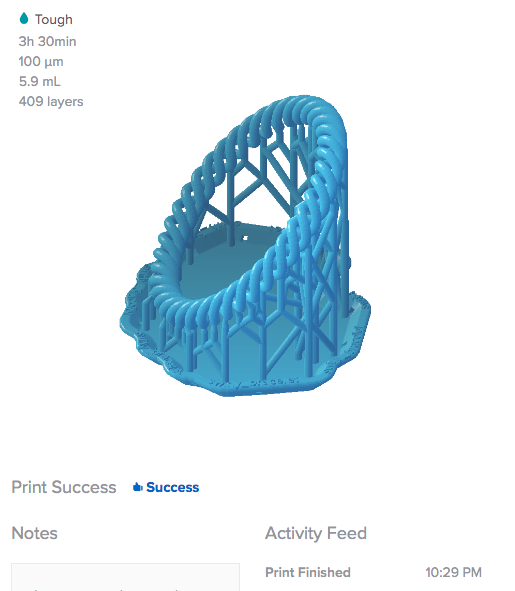 Tough
3h 30min
100 µm
5.9 mL
409 layers
Print Success Success
Notes
Activity Feed
Print Finished 10:29 PM